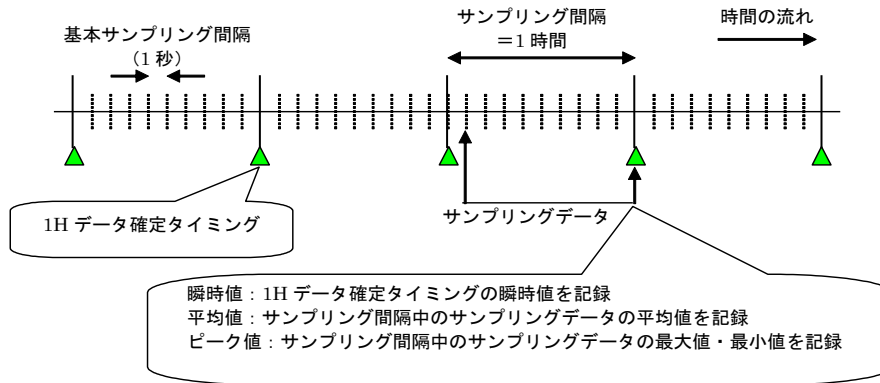 基本サンプリング間隔
（1 秒）
サンプリング間隔
＝1 時間
時間の流れ
1H データ確定タイミング
サンプリングデータ
瞬時値：1H データ確定タイミングの瞬時値を記録
平均値：サンプリング間隔中のサンプリングデータの平均値を記録
ピーク値：サンプリング間隔中のサンプリングデータの最大値・最小値を記録